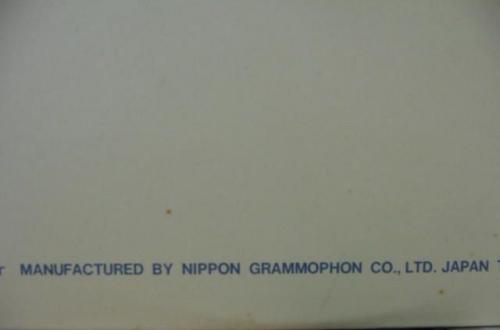 MANUFACTURED BY NIPPON GRAMMOPHON CO., LTD. JAPAN